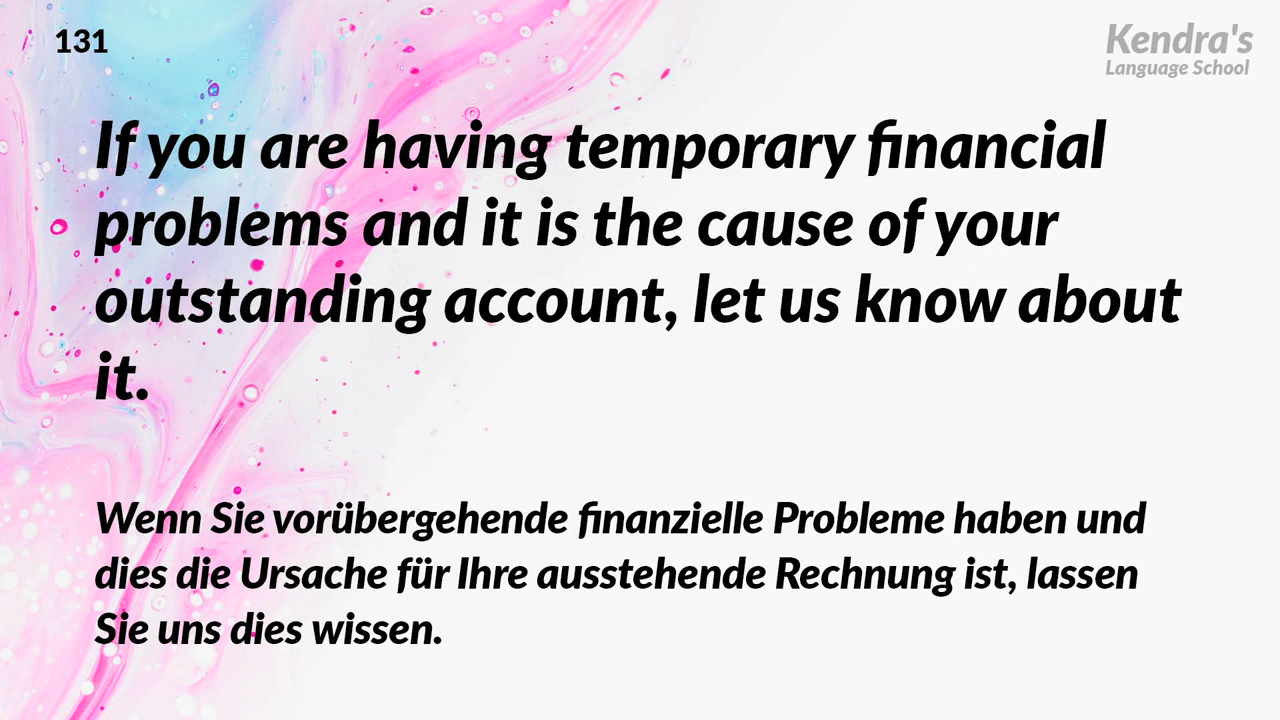 131
Kendra's
Language School
If you are having temporary financial
problems and it is the cause of your
outstanding account, let us know about
it.
Wenn Sie vorübergehende finanzielle Probleme haben und
dies die Ursache für Ihre ausstehende Rechnung ist, lassen
Sie uns dies wissen.